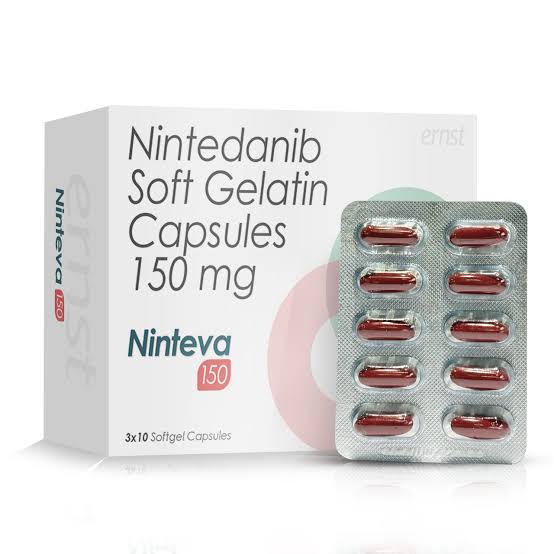 ernst
Nintedanib
Soft Gelatin
Capsules
150 mg
Ninteva
150
3x10 Softgel Capsules
ernst
Ninteva
150